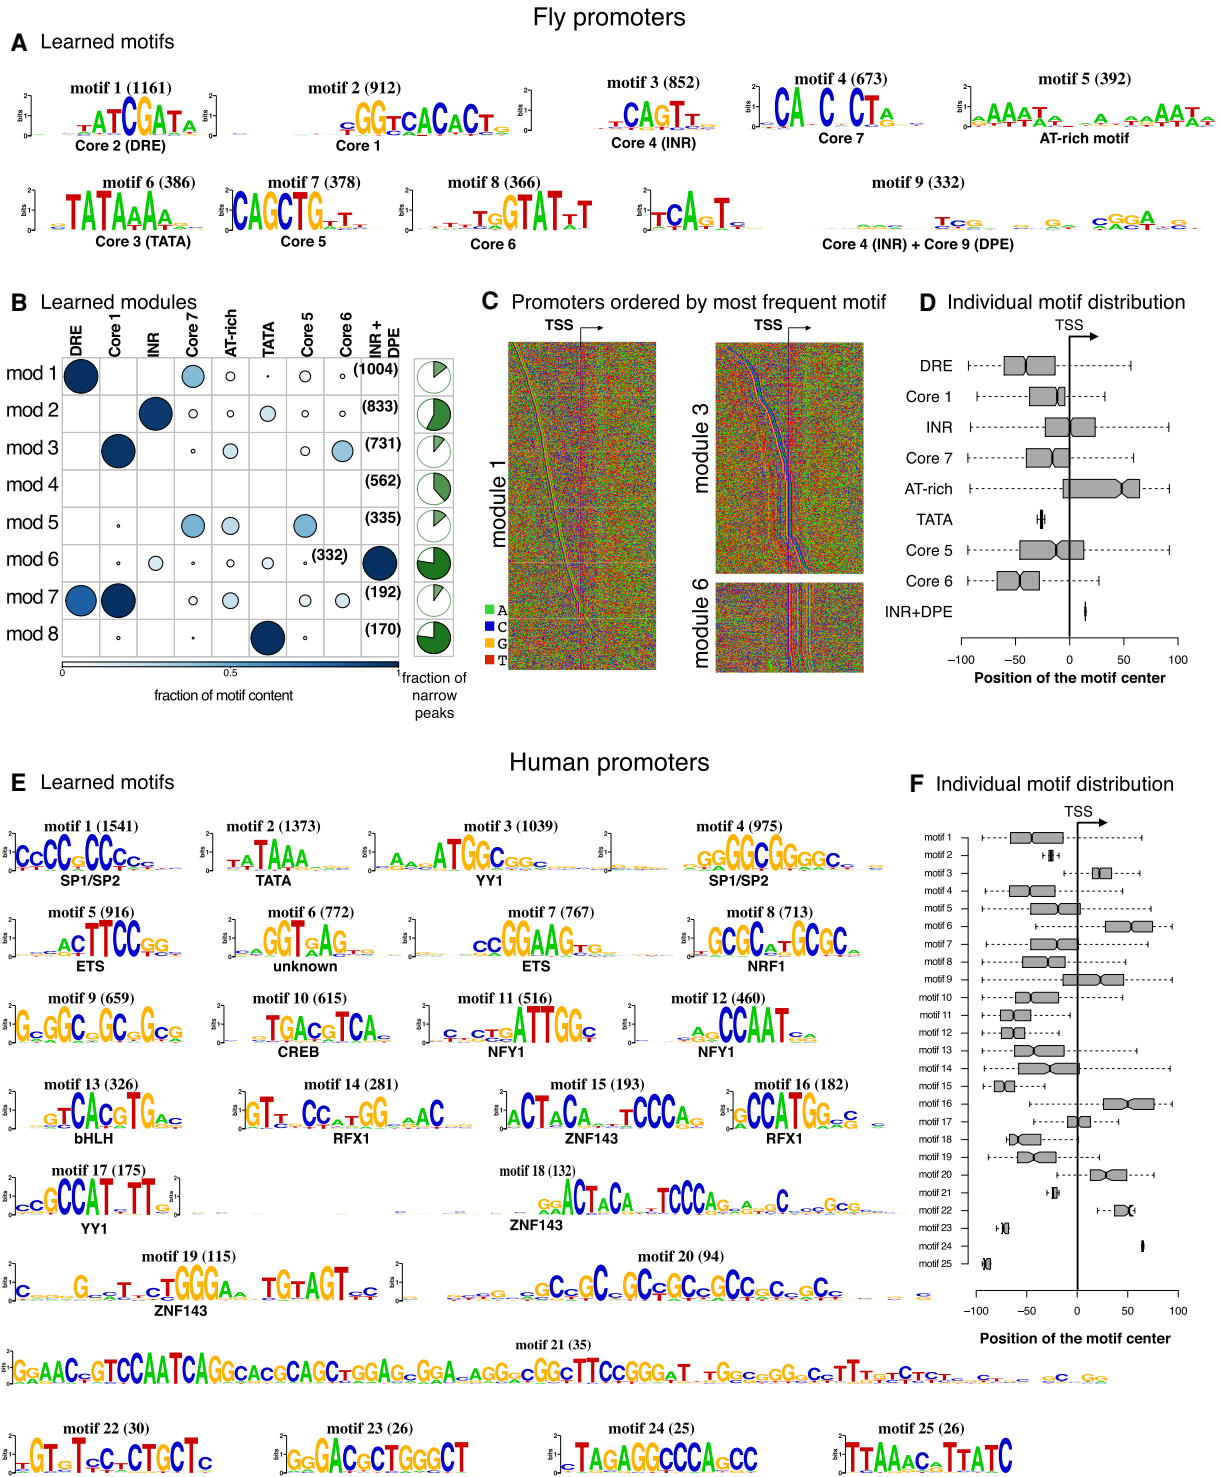 Fly promoters
A Learned motifs
motif 1 (1161)
motif 2 (912)
motif 3 (852)
motif 4 (673)
motif 5 (392)
Core 2 (DRE)
Core 1
Core 4 (INR)
Core 7
AT-rich motif
motif 6 (386)
motif 7 (378)
motif 8 (366)
motif 9 (332)
Core 3 (TATA)
Core 5
Core 6
Core 4 (INR) + Core 9 (DPE)
B Learned modules
DRE
Core 1
INR
Core 7
AT-rich
TATA
Core 5
Core 6
INR + DPE
mod 1 (1004)
mod 2 (833)
mod 3 (731)
mod 4 (562)
mod 5 (335)
mod 6 (332)
mod 7 (192)
mod 8 (170)
0 0.5 1
fraction of motif content
fraction of
narrow
peaks
C Promoters ordered by most frequent motif
TSS
TSS
module 1
module 3
module 6
A
C
G
T
D Individual motif distribution
TSS
DRE
Core 1
INR
Core 7
AT-rich
TATA
Core 5
Core 6
INR+DPE
−100 −50 0 50 100
Position of the motif center
Human promoters
E Learned motifs
motif 1 (1541)
motif 2 (1373)
motif 3 (1039)
motif 4 (975)
SP1/SP2
TATA
YY1
SP1/SP2
motif 5 (916)
motif 6 (772)
motif 7 (767)
motif 8 (713)
ETS
unknown
ETS
NRF1
motif 9 (659)
motif 10 (615)
motif 11 (516)
motif 12 (460)
CREB
NFY1
NFY1
motif 13 (326)
motif 14 (281)
motif 15 (193)
motif 16 (182)
bHLH
RFX1
ZNF143
RFX1
motif 17 (175)
motif 18 (132)
YY1
ZNF143
motif 19 (115)
motif 20 (94)
ZNF143
motif 21 (35)
motif 22 (30)
motif 23 (26)
motif 24 (25)
motif 25 (26)
F Individual motif distribution
TSS
motif 1
motif 2
motif 3
motif 4
motif 5
motif 6
motif 7
motif 8
motif 9
motif 10
motif 11
motif 12
motif 13
motif 14
motif 15
motif 16
motif 17
motif 18
motif 19
motif 20
motif 21
motif 22
motif 23
motif 24
motif 25
−100 −50 0 50 100
Position of the motif center